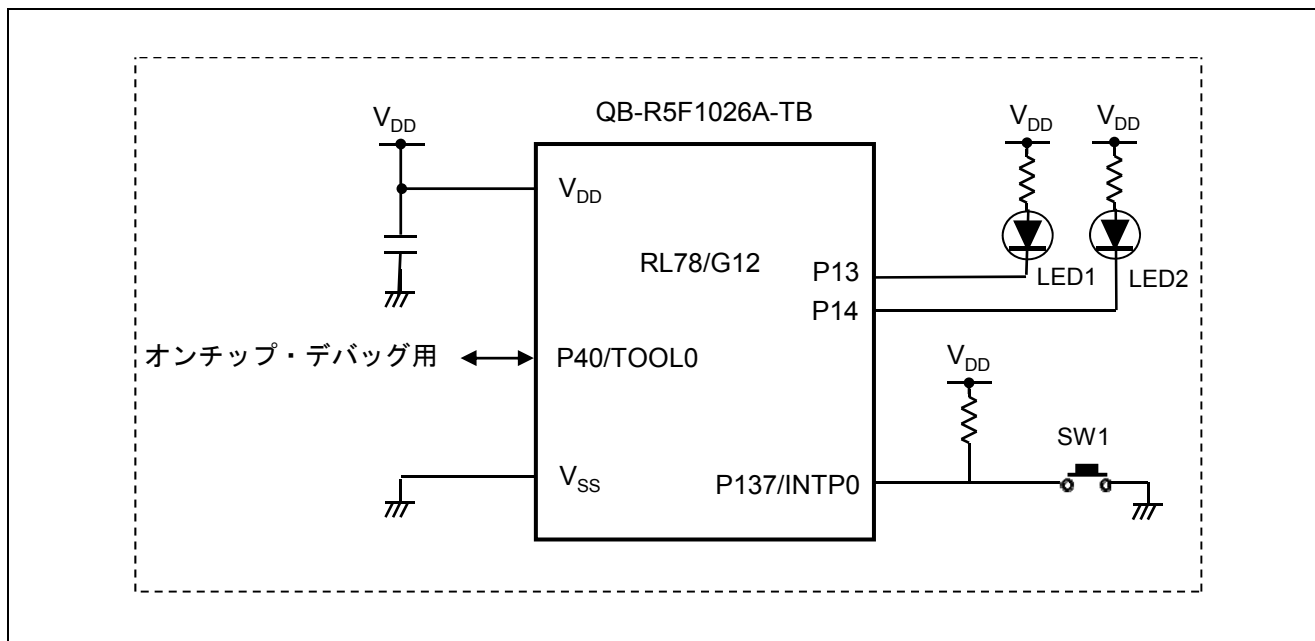 QB-R5F1026A-TB
VDD
VDD
VDD
VDD
RL78/G12
P13
P14
LED1
LED2
オンチップ・デバッグ用
P40/TOOL0
VDD
SW1
VSS
P137/INTP0